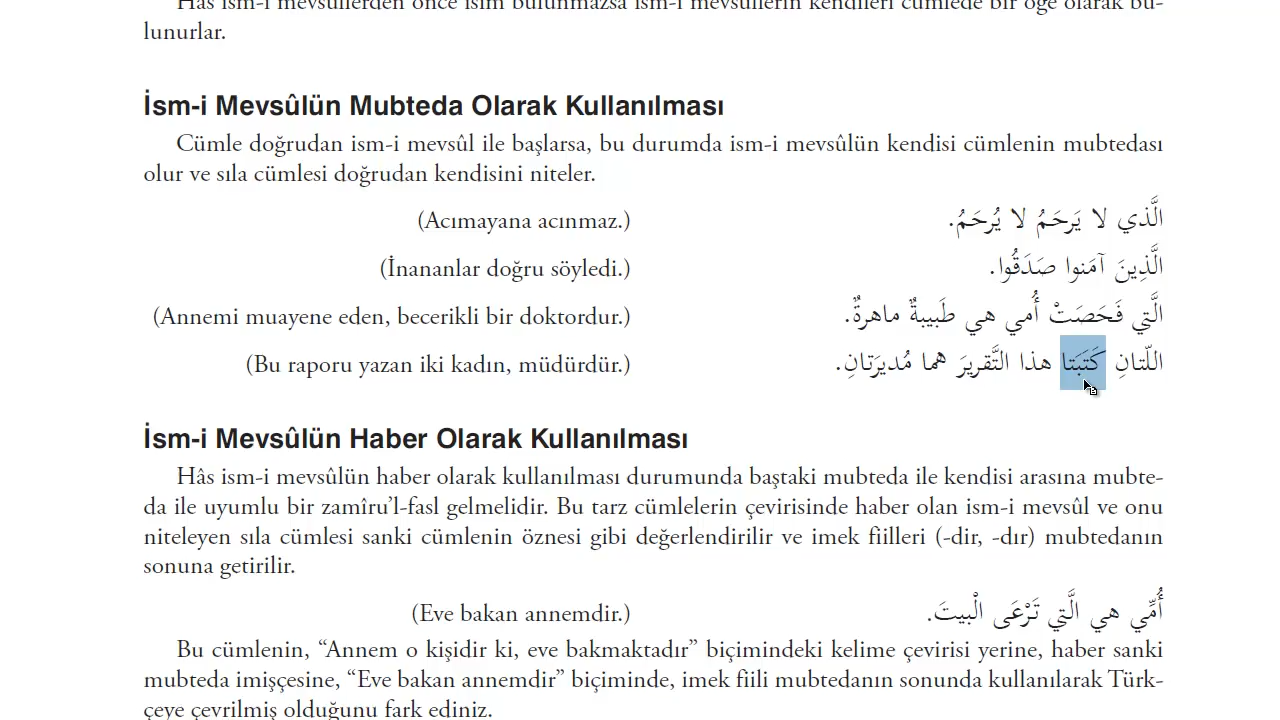 Hâs ism-i mevsûllerden önce isim bulunmazsa ism-i mevsûllerin kendileri cümlede bir öge olarak bu-
lunurlar.
İsm-i Mevsûlün Mubteda Olarak Kullanılması
Cümle doğrudan ism-i mevsûl ile başlarsa, bu durumda ism-i mevsûlün kendisi cümlenin mubtedası
olur ve sıla cümlesi doğrudan kendisini niteler.
(Acımayana acınmaz.) الَّذي لا يَرحَمُ لا يُرحَمُ.
(İnananlar doğru söyledi.) الَّذِينَ آمَنوا صَدَقُوا.
(Annemi muayene eden, becerikli bir doktordur.) الَّتي فَحَصَتْ أُمي هي طَبيبةٌ ماهرةٌ.
(Bu raporu yazan iki kadın, müdürdür.) اللّتانِ كَتَبَتا هذا التَّقريرَ هما مُديرَتانِ.
İsm-i Mevsûlün Haber Olarak Kullanılması
Hâs ism-i mevsûlün haber olarak kullanılması durumunda baştaki mubteda ile kendisi arasına mubte-
da ile uyumlu bir zamîru’l-fasl gelmelidir. Bu tarz cümlelerin çevirisinde haber olan ism-i mevsûl ve onu
niteleyen sıla cümlesi sanki cümlenin öznesi gibi değerlendirilir ve imek fiilleri (-dir, -dır) mubtedanın
sonuna getirilir.
(Eve bakan annemdir.) أُمِّي هي الَّتي تَرْعَى الْبيتَ.
Bu cümlenin, “Annem o kişidir ki, eve bakmaktadır” biçimindeki kelime çevirisi yerine, haber sanki
mubteda imişçesine, “Eve bakan annemdir” biçiminde, imek fiili mubtedanın sonunda kullanılarak Türk-
çeye çevrilmiş olduğunu fark ediniz.